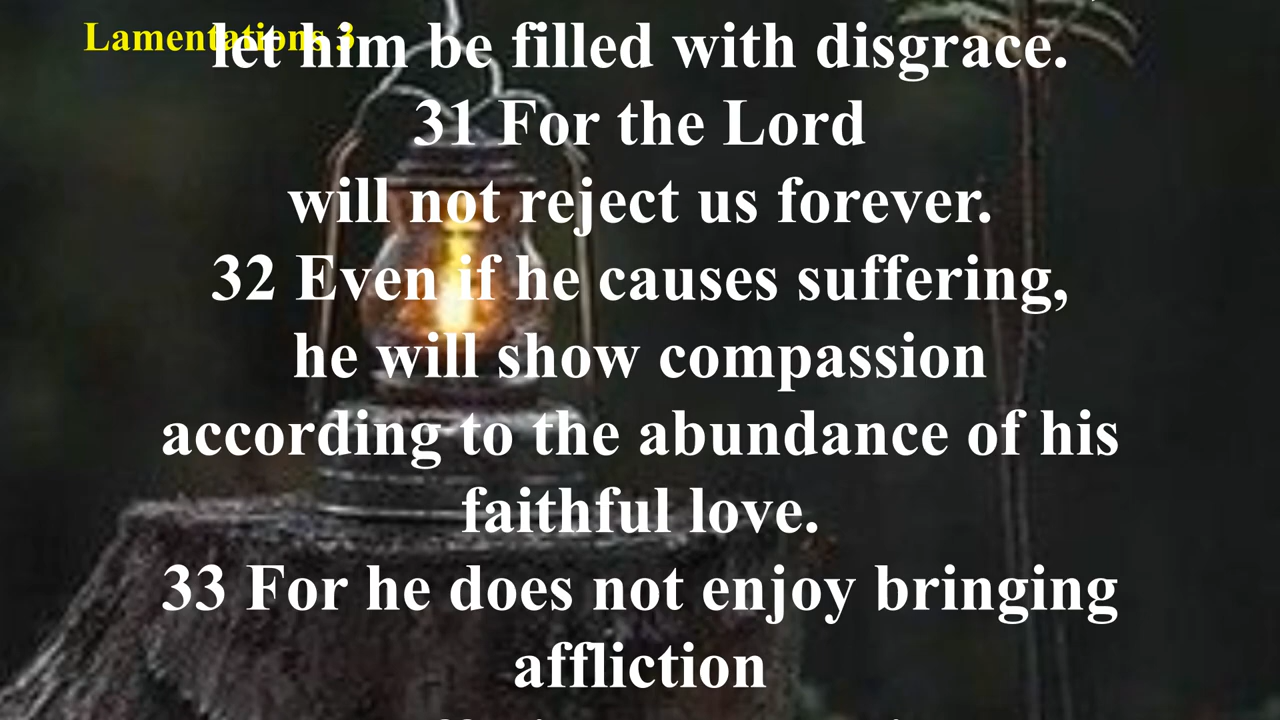 Lamentations 3
let him be filled with disgrace.
31 For the Lord
will not reject us forever.
32 Even if he causes suffering,
he will show compassion
according to the abundance of his
faithful love.
33 For he does not enjoy bringing
affliction